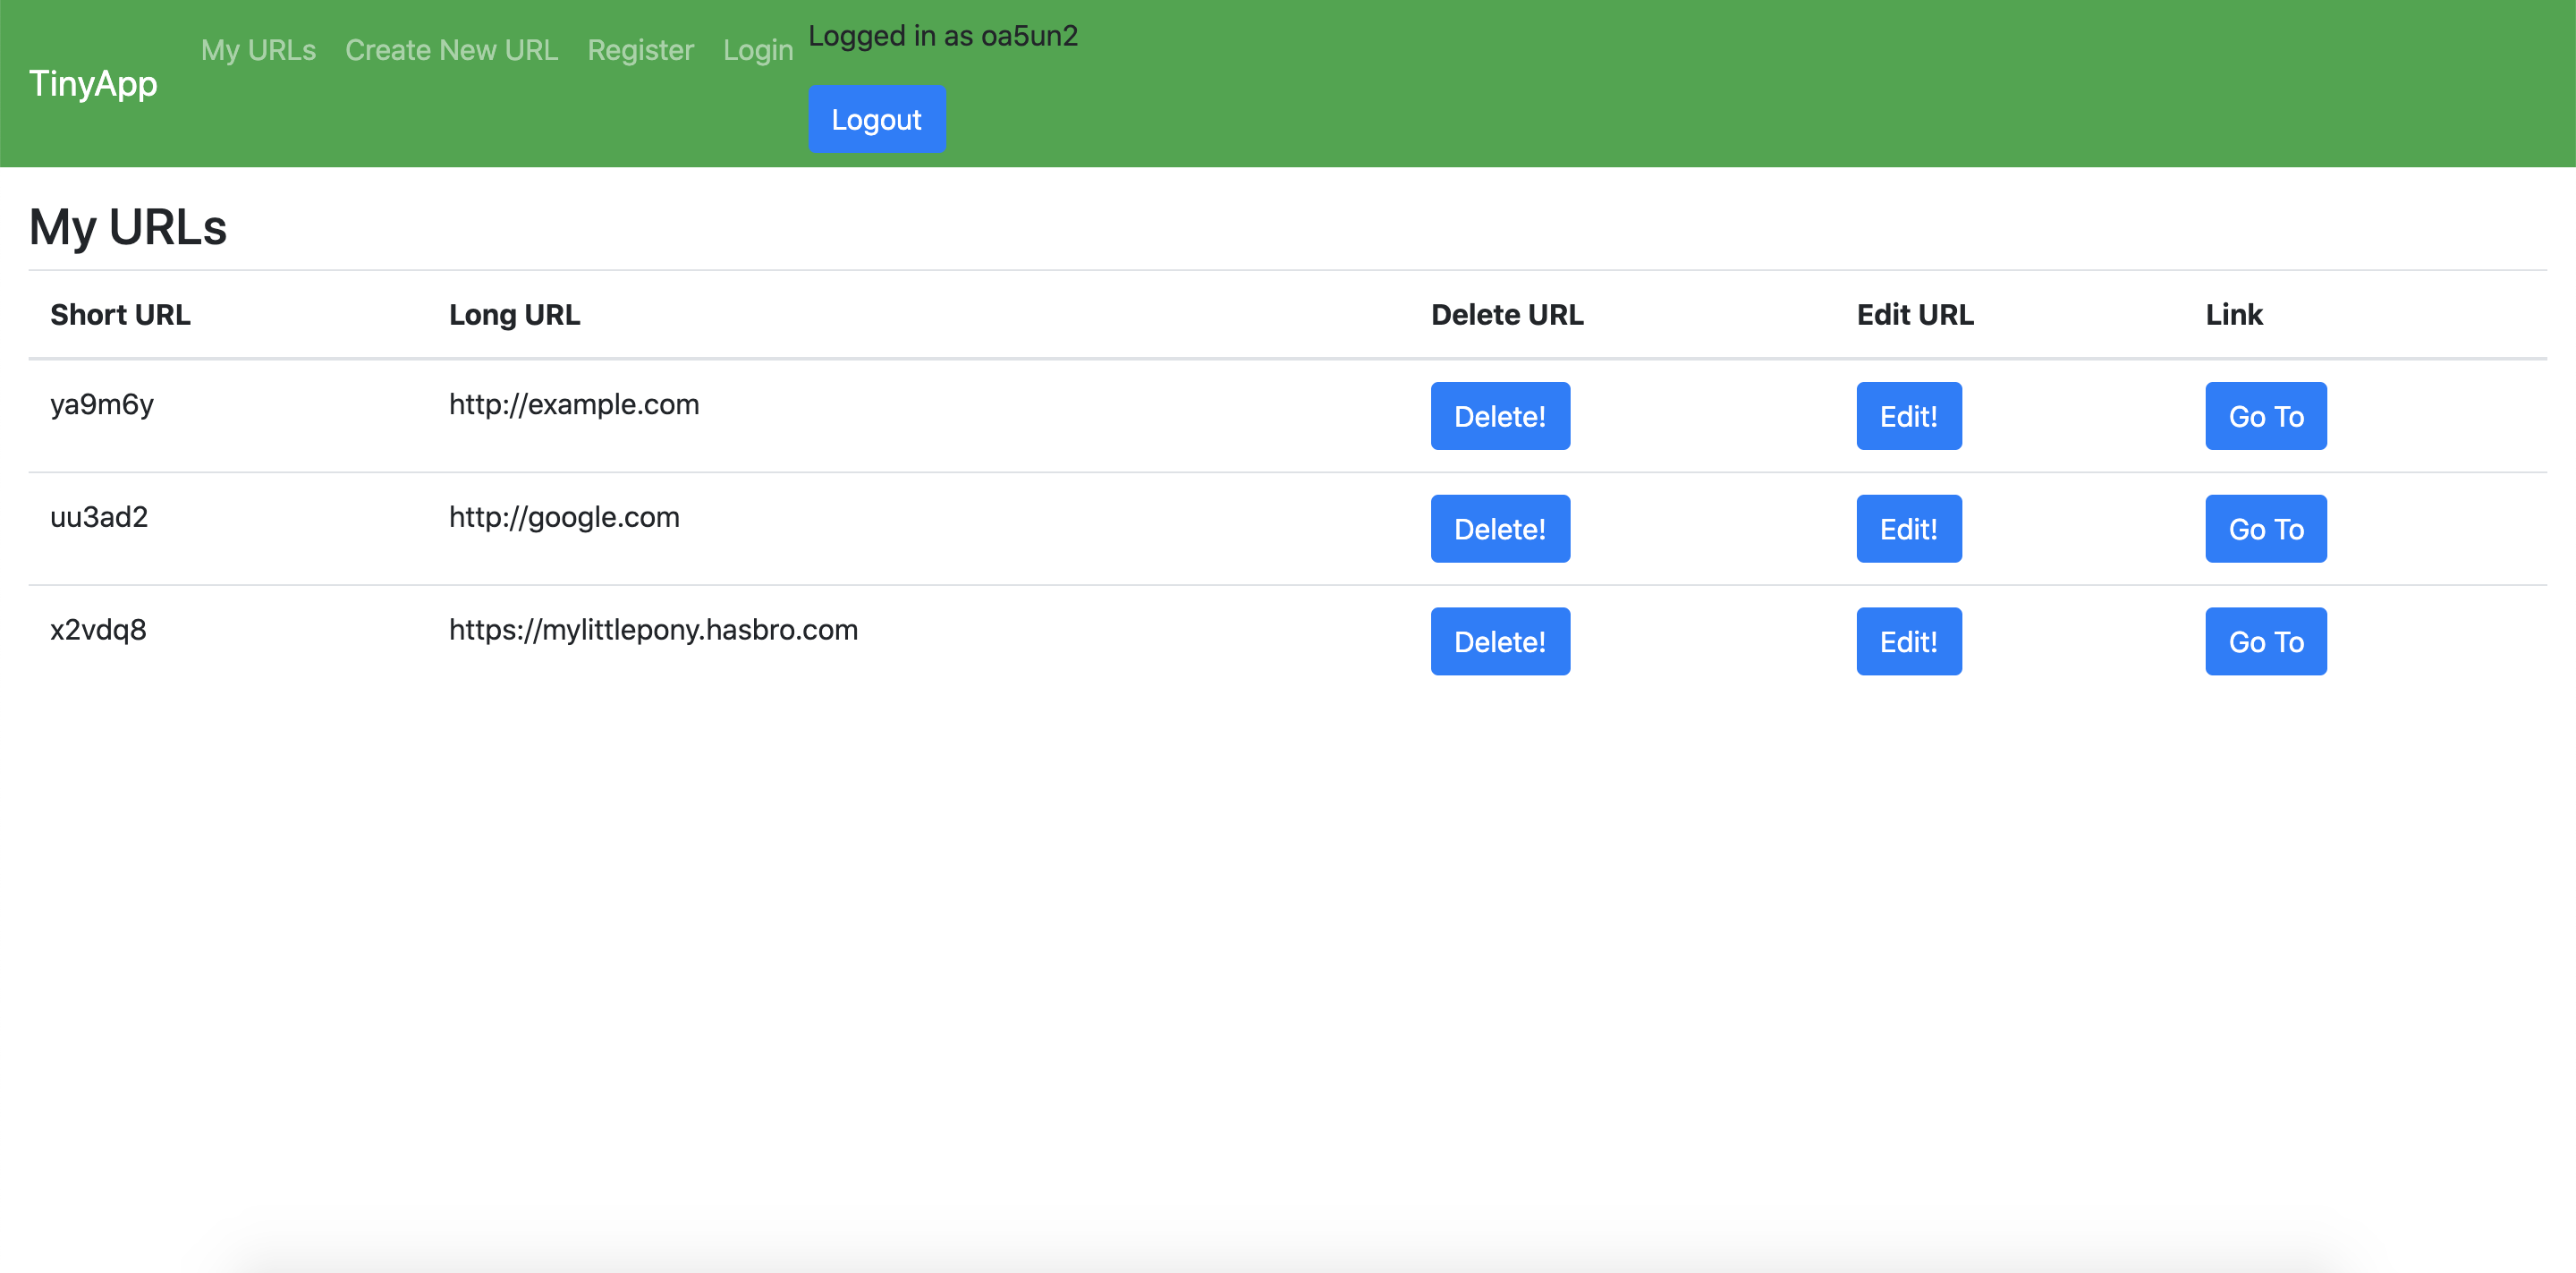 TinyApp My URLs Create New URL Register Login Logged in as oa5un2
Logout
My URLs
Short URL Long URL Delete URL Edit URL Link
ya9m6y http://example.com Delete! Edit! Go To
uu3ad2 http://google.com Delete! Edit! Go To
x2vdq8 https://mylittlepony.hasbro.com Delete! Edit! Go To